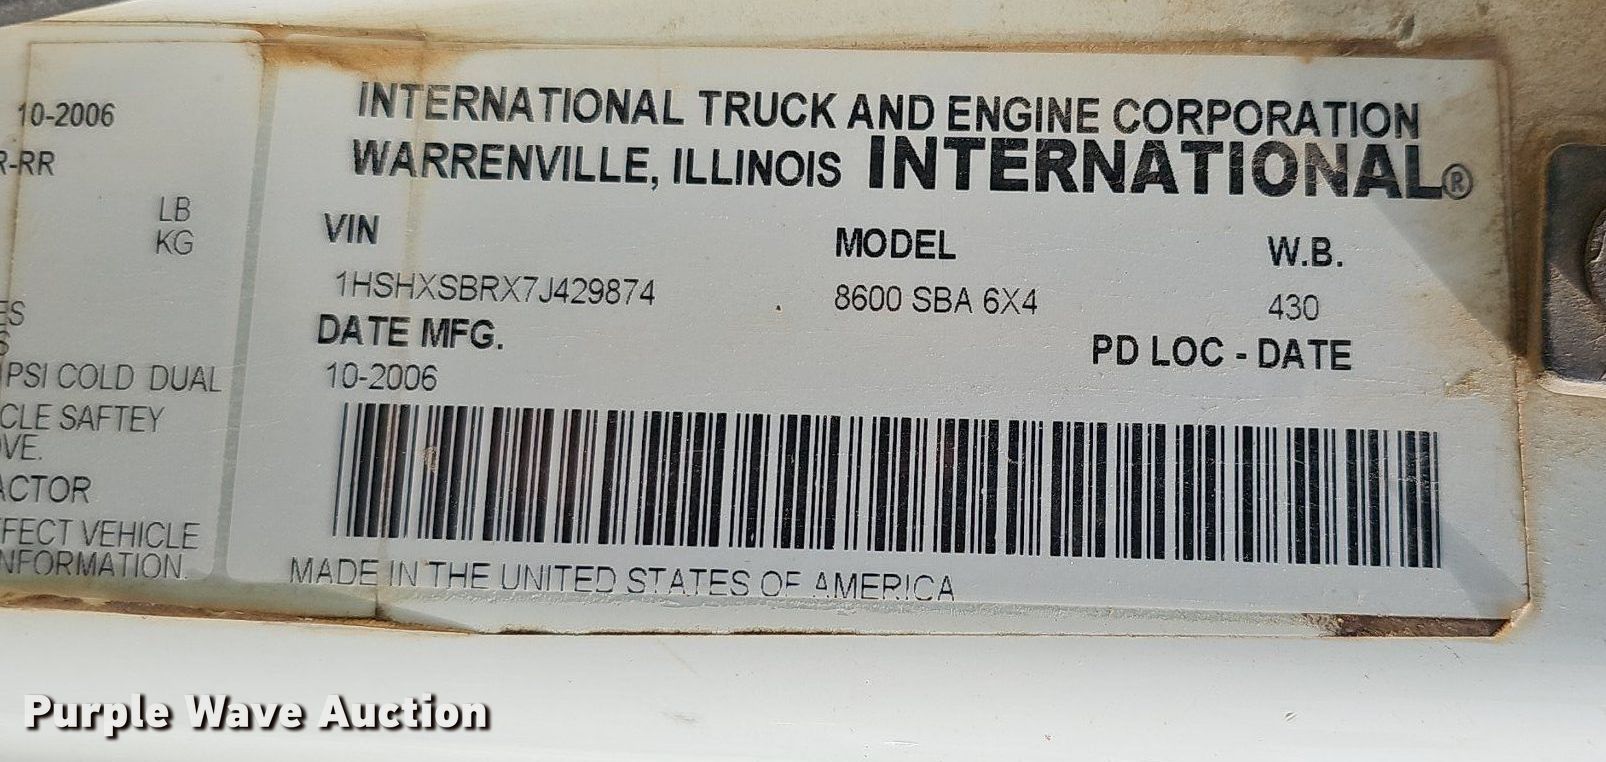 10-2006
R-RR
LB
KG
ES
S
PSI COLD DUAL
CLE SAFTEY
OVE.
ACTOR
FFECT VEHICLE
NFORMATION.
INTERNATIONAL TRUCK AND ENGINE CORPORATION
WARRENVILLE, ILLINOIS INTERNATIONAL®
VIN MODEL W.B.
1HSHXSBRX7J429874 8600 SBA 6X4 430
DATE MFG. PD LOC - DATE
10-2006
MADE IN THE UNITED STATES OF AMERICA
Purple Wave Auction